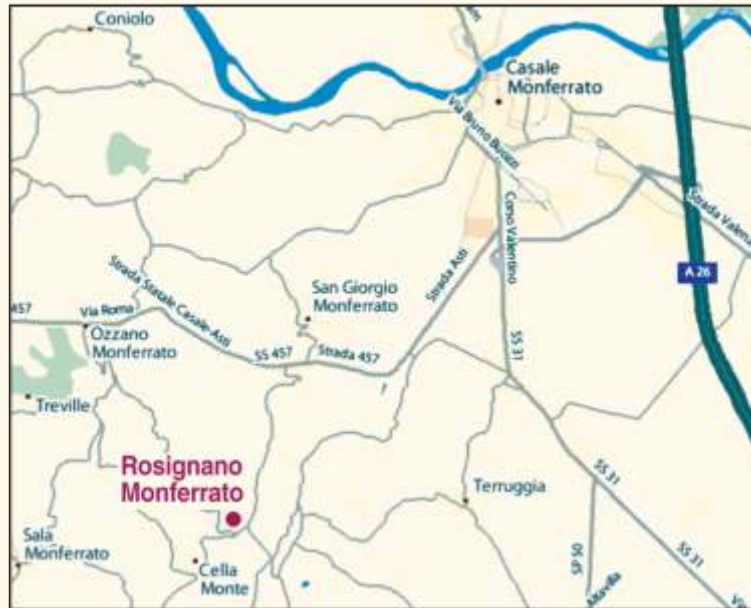 Coniolo
Casale
Monferrato
Via Bruno Buozzi
Corso Valentino
Strada Asti
A 26
San Giorgio
Monferrato
Strada Statale Casale-Asti
457
Via Roma
Ozzano
Monferrato
SS 457
Strada 457
SS 31
Treville
Rosignano
Monferrato
Terruggia
SS 31
SP 50
SS 31
Altavilla
Sala
Monferrato
Cella
Monte